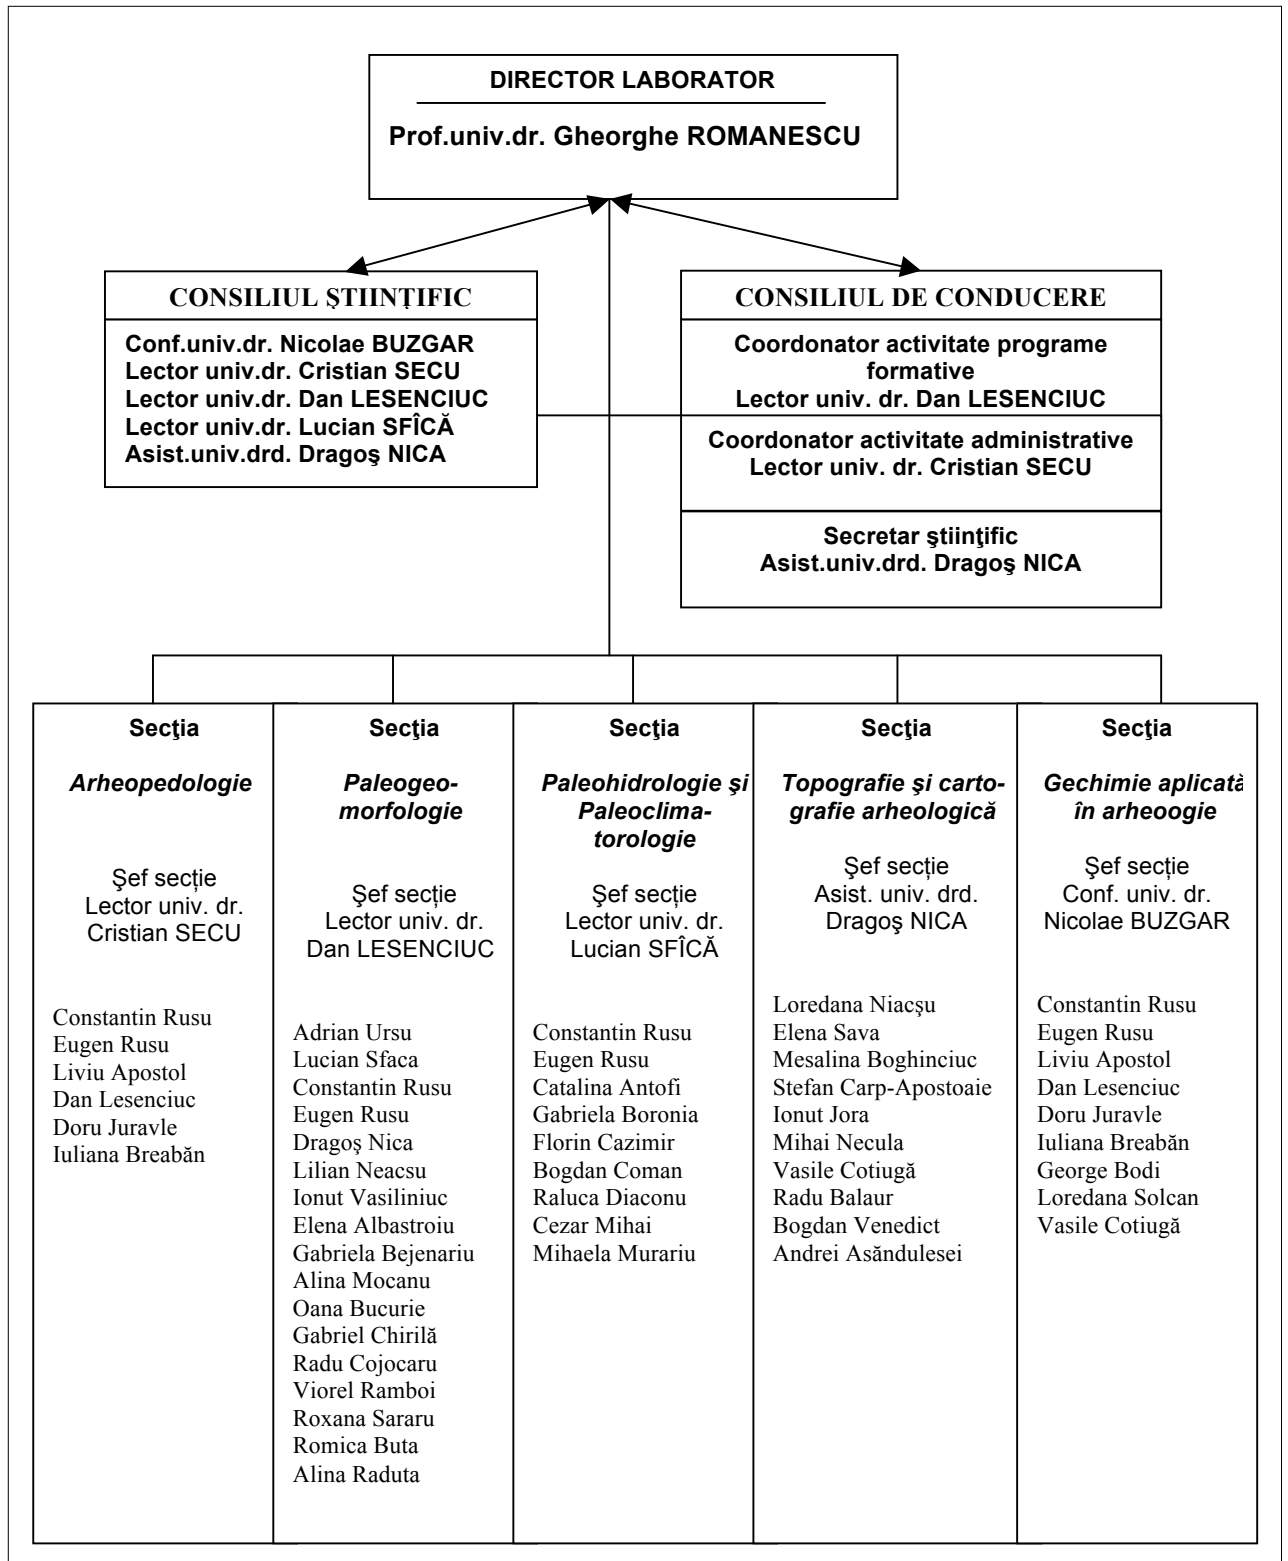 DIRECTOR LABORATOR
Prof.univ.dr. Gheorghe ROMANESCU
CONSILIUL ŞTIINŢIFIC
Conf.univ.dr. Nicolae BUZGAR
Lector univ.dr. Cristian SECU
Lector univ.dr. Dan LESENCIUC
Lector univ.dr. Lucian SFÎCĂ
Asist.univ.drd. Dragoş NICA
CONSILIUL DE CONDUCERE
Coordonator activitate programe
formative
Lector univ. dr. Dan LESENCIUC
Coordonator activitate administrative
Lector univ. dr. Cristian SECU
Secretar ştiinţific
Asist.univ.drd. Dragoş NICA
Secţia
Arheopedologie
Şef secție
Lector univ. dr.
Cristian SECU
Constantin Rusu
Eugen Rusu
Liviu Apostol
Dan Lesenciuc
Doru Juravle
Iuliana Breabăn
Secţia
Paleogeo-
morfologie
Şef secție
Lector univ. dr.
Dan LESENCIUC
Adrian Ursu
Lucian Sfaca
Constantin Rusu
Eugen Rusu
Dragoş Nica
Lilian Neacsu
Ionut Vasiliniuc
Elena Albastroiu
Gabriela Bejenariu
Alina Mocanu
Oana Bucurie
Gabriel Chirilă
Radu Cojocaru
Viorel Ramboi
Roxana Sararu
Romica Buta
Alina Raduta
Secţia
Paleohidrologie şi
Paleoclima-
torologie
Şef secție
Lector univ. dr.
Lucian SFÎCĂ
Constantin Rusu
Eugen Rusu
Catalina Antofi
Gabriela Boronia
Florin Cazimir
Bogdan Coman
Raluca Diaconu
Cezar Mihai
Mihaela Murariu
Secţia
Topografie şi carto-
grafie arheologică
Şef secție
Asist. univ. drd.
Dragoş NICA
Loredana Niacşu
Elena Sava
Mesalina Boghinciuc
Stefan Carp-Apostoaie
Ionut Jora
Mihai Necula
Vasile Cotiugă
Radu Balaur
Bogdan Venedict
Andrei Asăndulesei
Secţia
Gechimie aplicată
în arheoogie
Şef secție
Conf. univ. dr.
Nicolae BUZGAR
Constantin Rusu
Eugen Rusu
Liviu Apostol
Dan Lesenciuc
Doru Juravle
Iuliana Breabăn
George Bodi
Loredana Solcan
Vasile Cotiugă